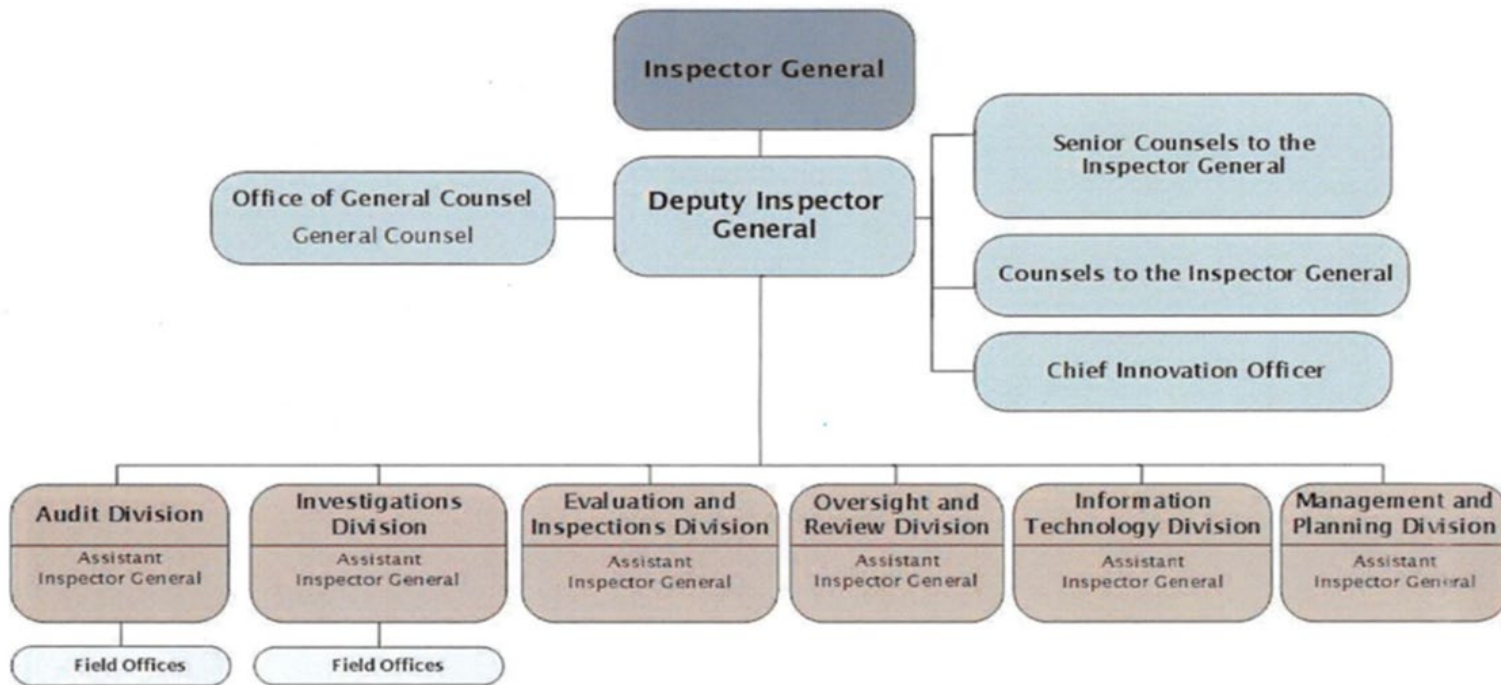 Inspector General
Senior Counsels to the
Inspector General
Office of General Counsel
General Counsel
Deputy Inspector
General
Counsels to the Inspector General
Chief Innovation Officer
Audit Division
Assistant
Inspector General
Field Offices
Investigations
Division
Assistant
Inspector General
Field Offices
Evaluation and
Inspections Division
Assistant
Inspector General
Oversight and
Review Division
Assistant
Inspector General
Information
Technology Division
Assistant
Inspector General
Management and
Planning Division
Assistant
Inspector General